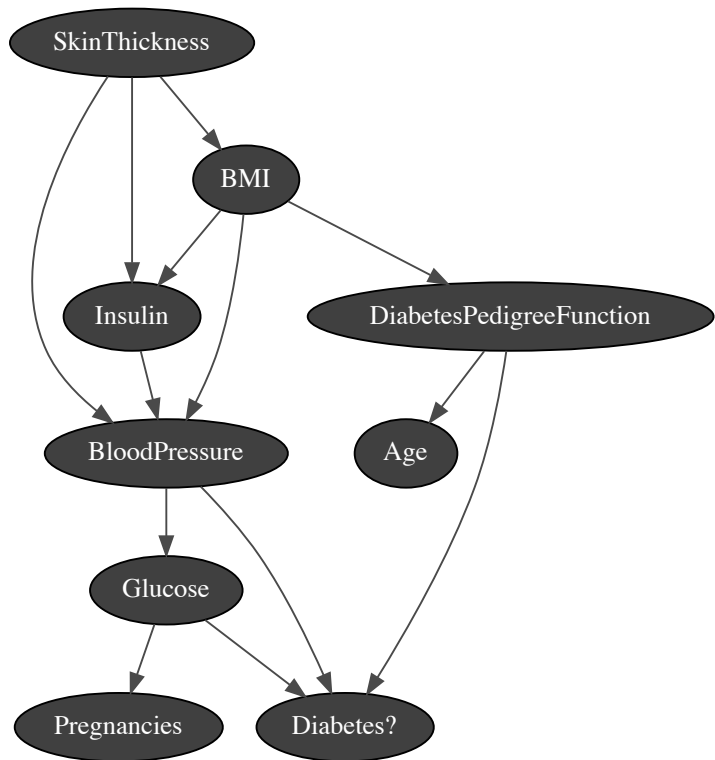 SkinThickness
BMI
Insulin
DiabetesPedigreeFunction
BloodPressure
Age
Glucose
Pregnancies
Diabetes?